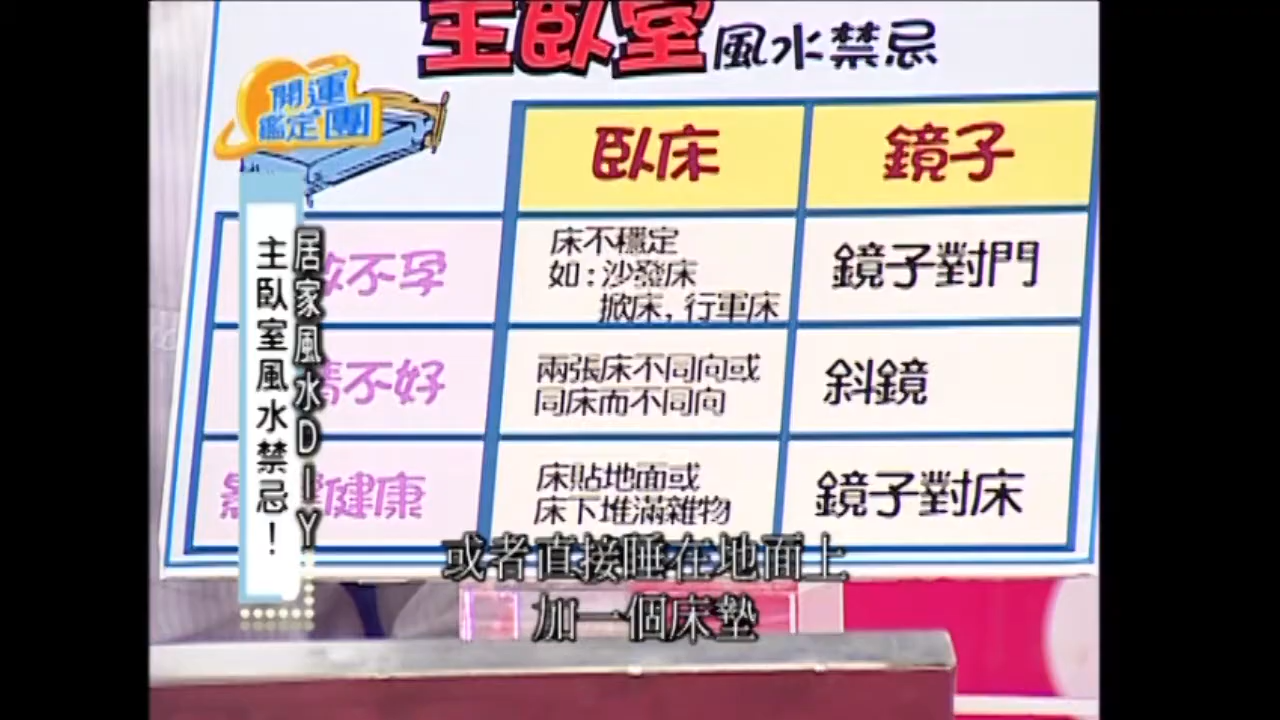 主臥室風水禁忌
開運
鑑定團
臥床
鏡子
不孕
床不穩定
如:沙發床
掀床,行軍床
鏡子對門
不好
兩張床不同向或
同床而不同向
斜鏡
健康
床貼地面或
床下堆滿雜物
鏡子對床
居家風水DIY
主臥室風水禁忌!
或者直接睡在地面上
加一個床墊